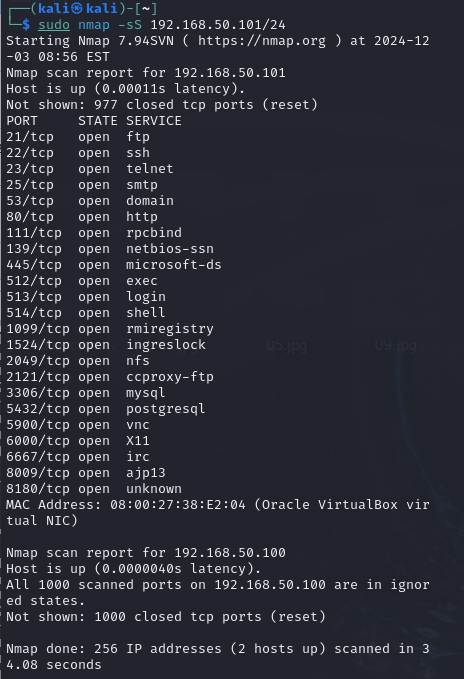 ┌──(kali㉿kali)-[~]
└─$ sudo nmap -sS 192.168.50.101/24
Starting Nmap 7.94SVN ( https://nmap.org ) at 2024-12
-03 08:56 EST
Nmap scan report for 192.168.50.101
Host is up (0.00011s latency).
Not shown: 977 closed tcp ports (reset)
PORT     STATE SERVICE
21/tcp   open  ftp
22/tcp   open  ssh
23/tcp   open  telnet
25/tcp   open  smtp
53/tcp   open  domain
80/tcp   open  http
111/tcp  open  rpcbind
139/tcp  open  netbios-ssn
445/tcp  open  microsoft-ds
512/tcp  open  exec
513/tcp  open  login
514/tcp  open  shell
1099/tcp open  rmiregistry
1524/tcp open  ingreslock
05.jpg 09.jpg
2049/tcp open  nfs
2121/tcp open  ccproxy-ftp
3306/tcp open  mysql
5432/tcp open  postgresql
5900/tcp open  vnc
6000/tcp open  X11
6667/tcp open  irc
8009/tcp open  ajp13
8180/tcp open  unknown
MAC Address: 08:00:27:38:E2:04 (Oracle VirtualBox vir
tual NIC)

Nmap scan report for 192.168.50.100
Host is up (0.0000040s latency).
All 1000 scanned ports on 192.168.50.100 are in ignor
ed states.
Not shown: 1000 closed tcp ports (reset)

Nmap done: 256 IP addresses (2 hosts up) scanned in 3
4.08 seconds